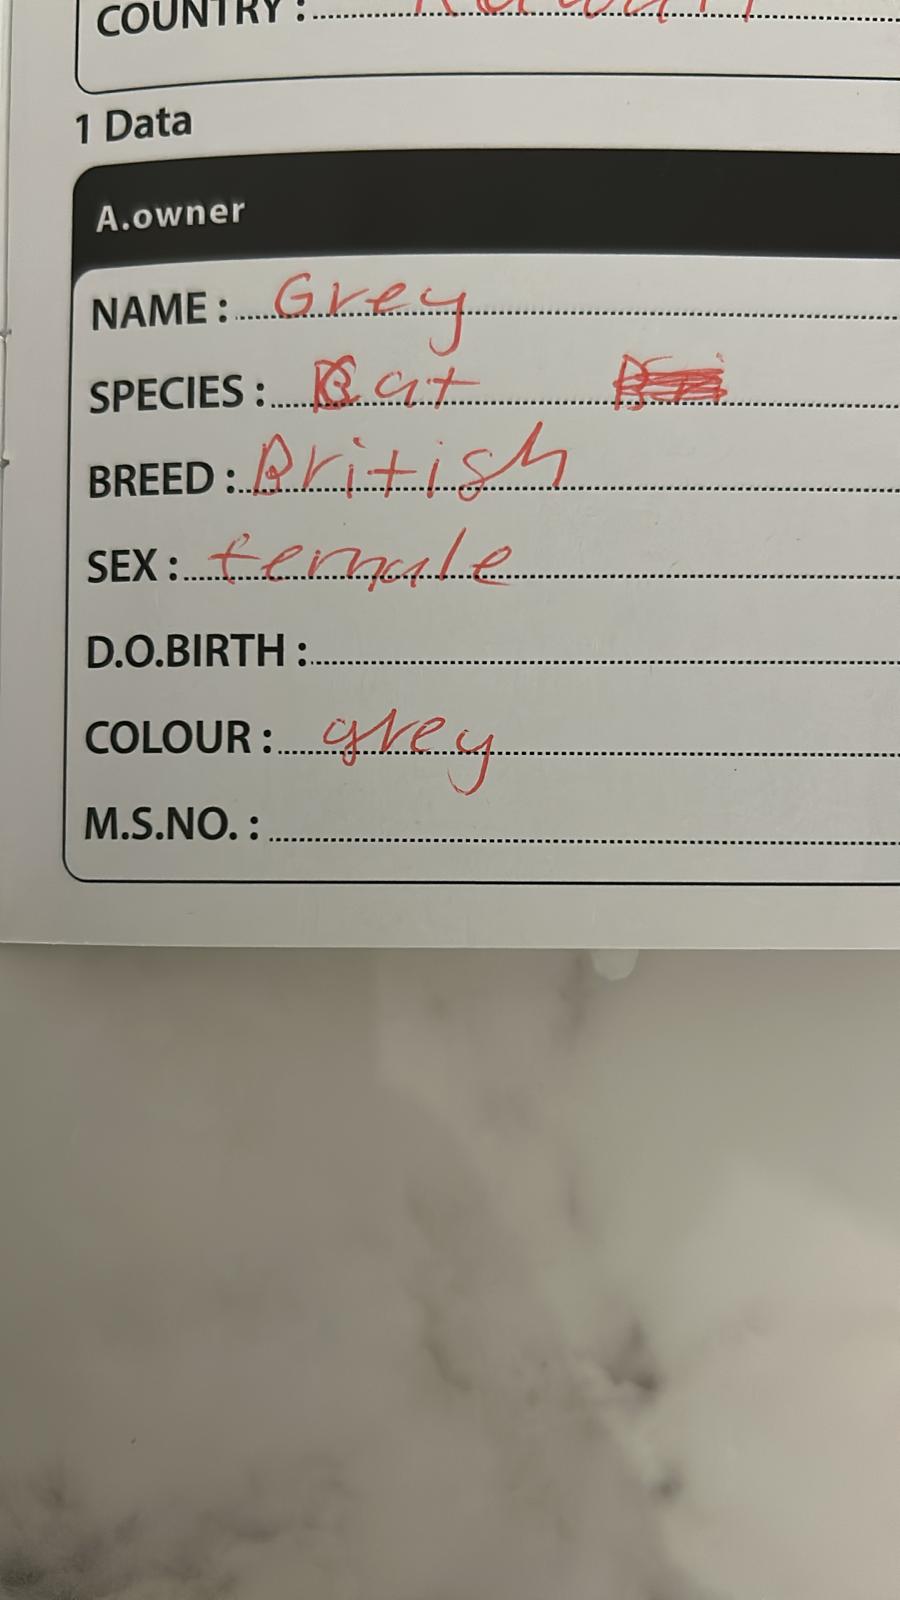 COUNTRY :
1 Data
A.owner
NAME : Grey
SPECIES : Cat
BREED : British
SEX : female
D.O.BIRTH :
COLOUR : grey
M.S.NO. :